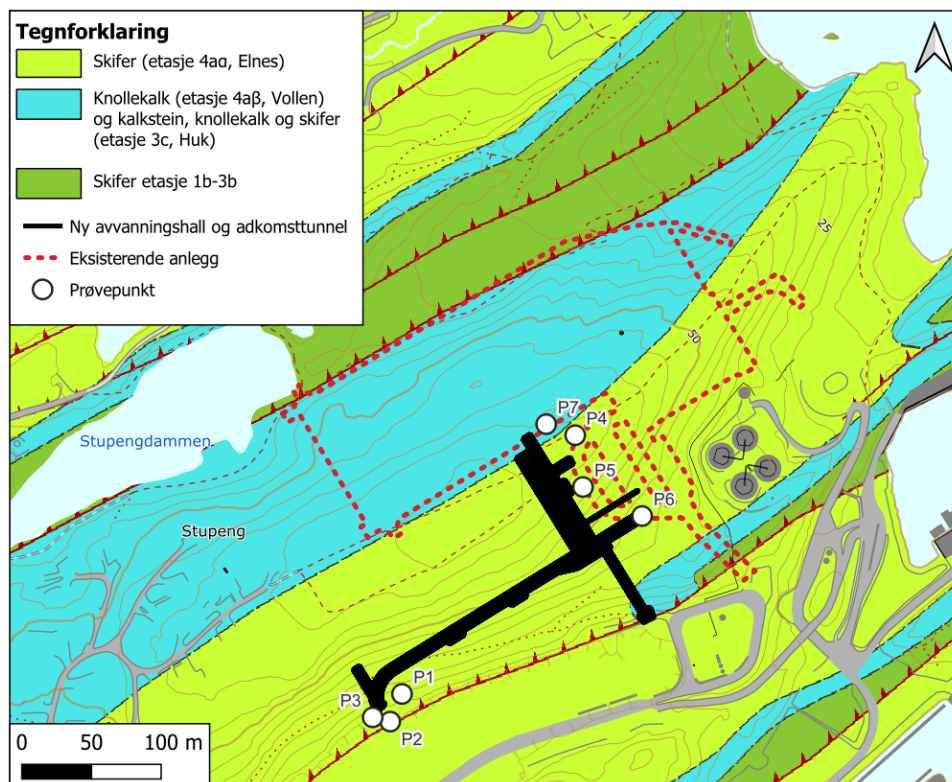 Tegnforklaring
Skifer (etasje 4aα, Elnes)
Knollekalk (etasje 4aβ, Vollen)
og kalkstein, knollekalk og skifer
(etasje 3c, Huk)
Skifer etasje 1b-3b
Ny avvanningshall og adkomsttunnel
Eksisterende anlegg
Prøvepunkt
25
50
P7
P4
Stupengdammen
P5
P6
Stupeng
P1
P3
P2
0 50 100 m